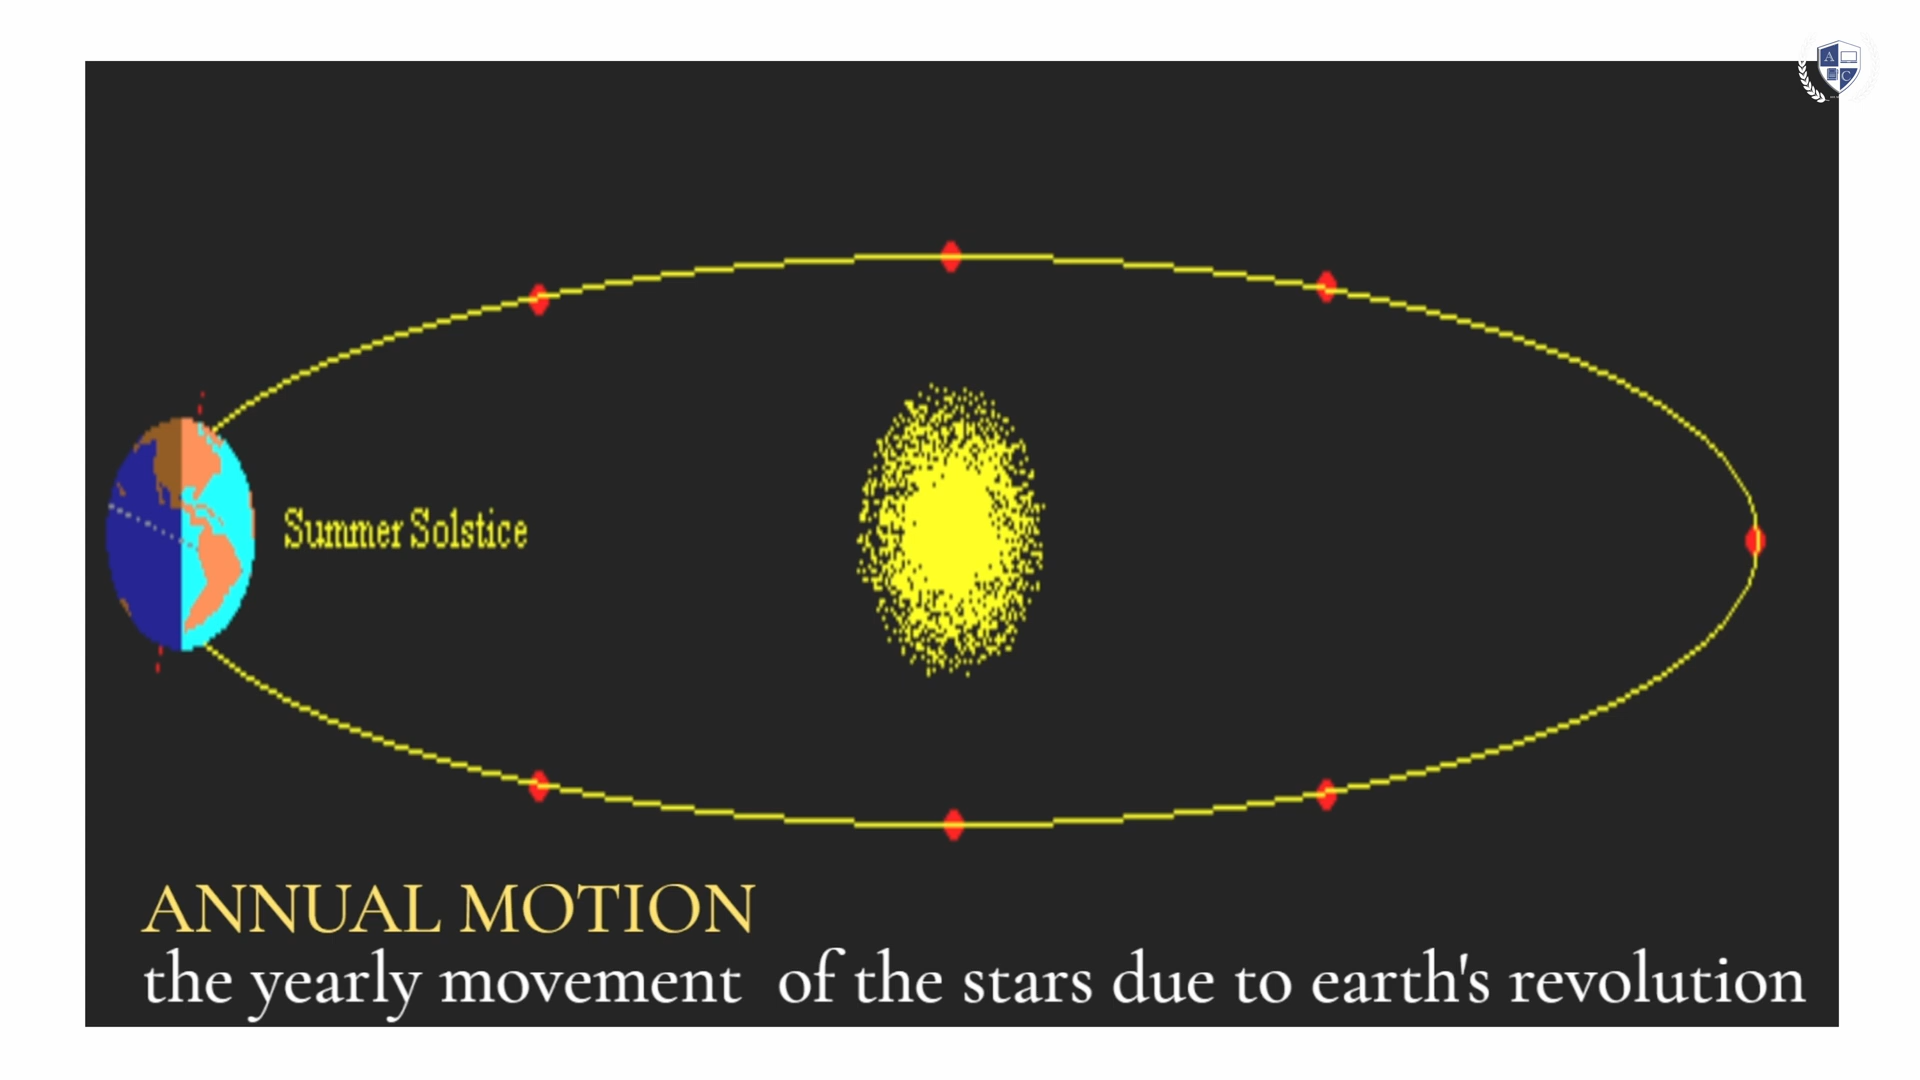 A
C
Summer Solstice
ANNUAL MOTION
the yearly movement of the stars due to earth's revolution